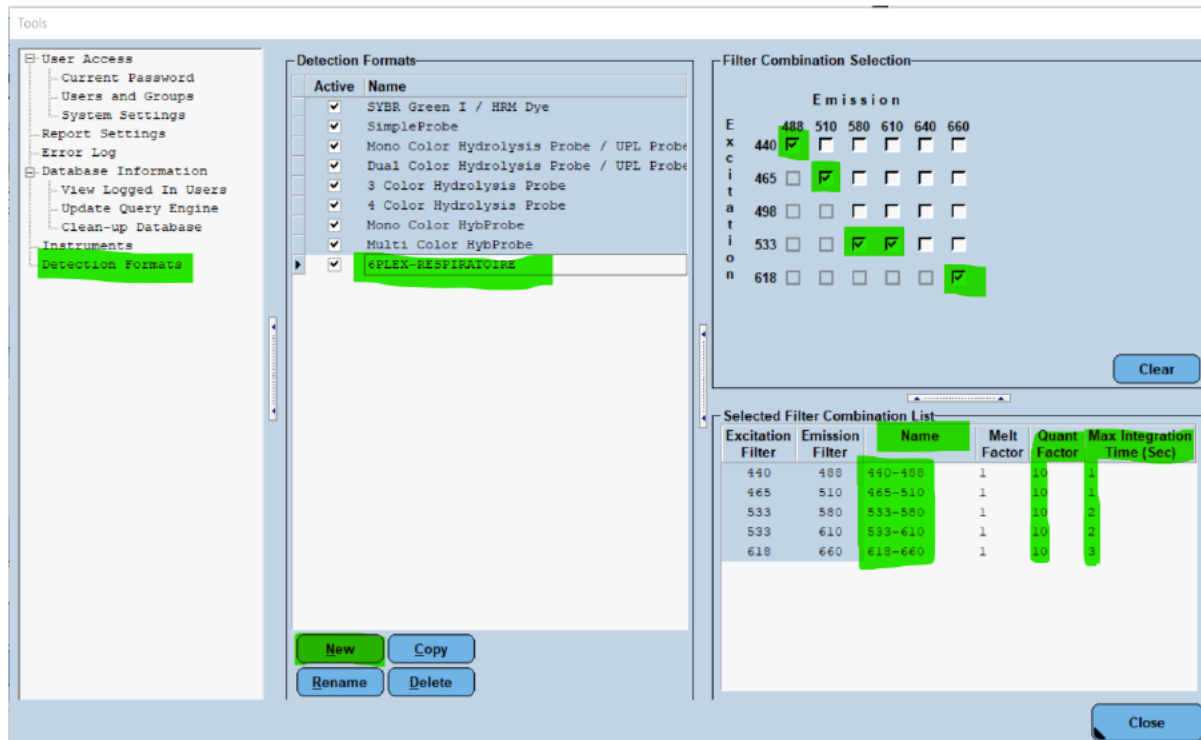 Tools
User Access
Current Password
Users and Groups
System Settings
Report Settings
Error Log
Database Information
View Logged In Users
Update Query Engine
Clean-up Database
Instruments
Detection Formats
Detection Formats
Active Name
SYBR Green I / HRM Dye
SimpleProbe
Mono Color Hydrolysis Probe / UPL Probe
Dual Color Hydrolysis Probe / UPL Probe
3 Color Hydrolysis Probe
4 Color Hydrolysis Probe
Mono Color HybProbe
Multi Color HybProbe
6PLEX-RESPIRATOIRE
New Copy
Rename Delete
Filter Combination Selection
Emission
Excitation
488 510 580 610 640 660
440
465
498
533
618
Clear
Selected Filter Combination List
Excitation Filter Emission Filter Name Melt Factor Quant Factor Max Integration Time (Sec)
440 488 440-488 1 10 1
465 510 465-510 1 10 1
533 580 533-580 1 10 2
533 610 533-610 1 10 2
618 660 618-660 1 10 3
Close